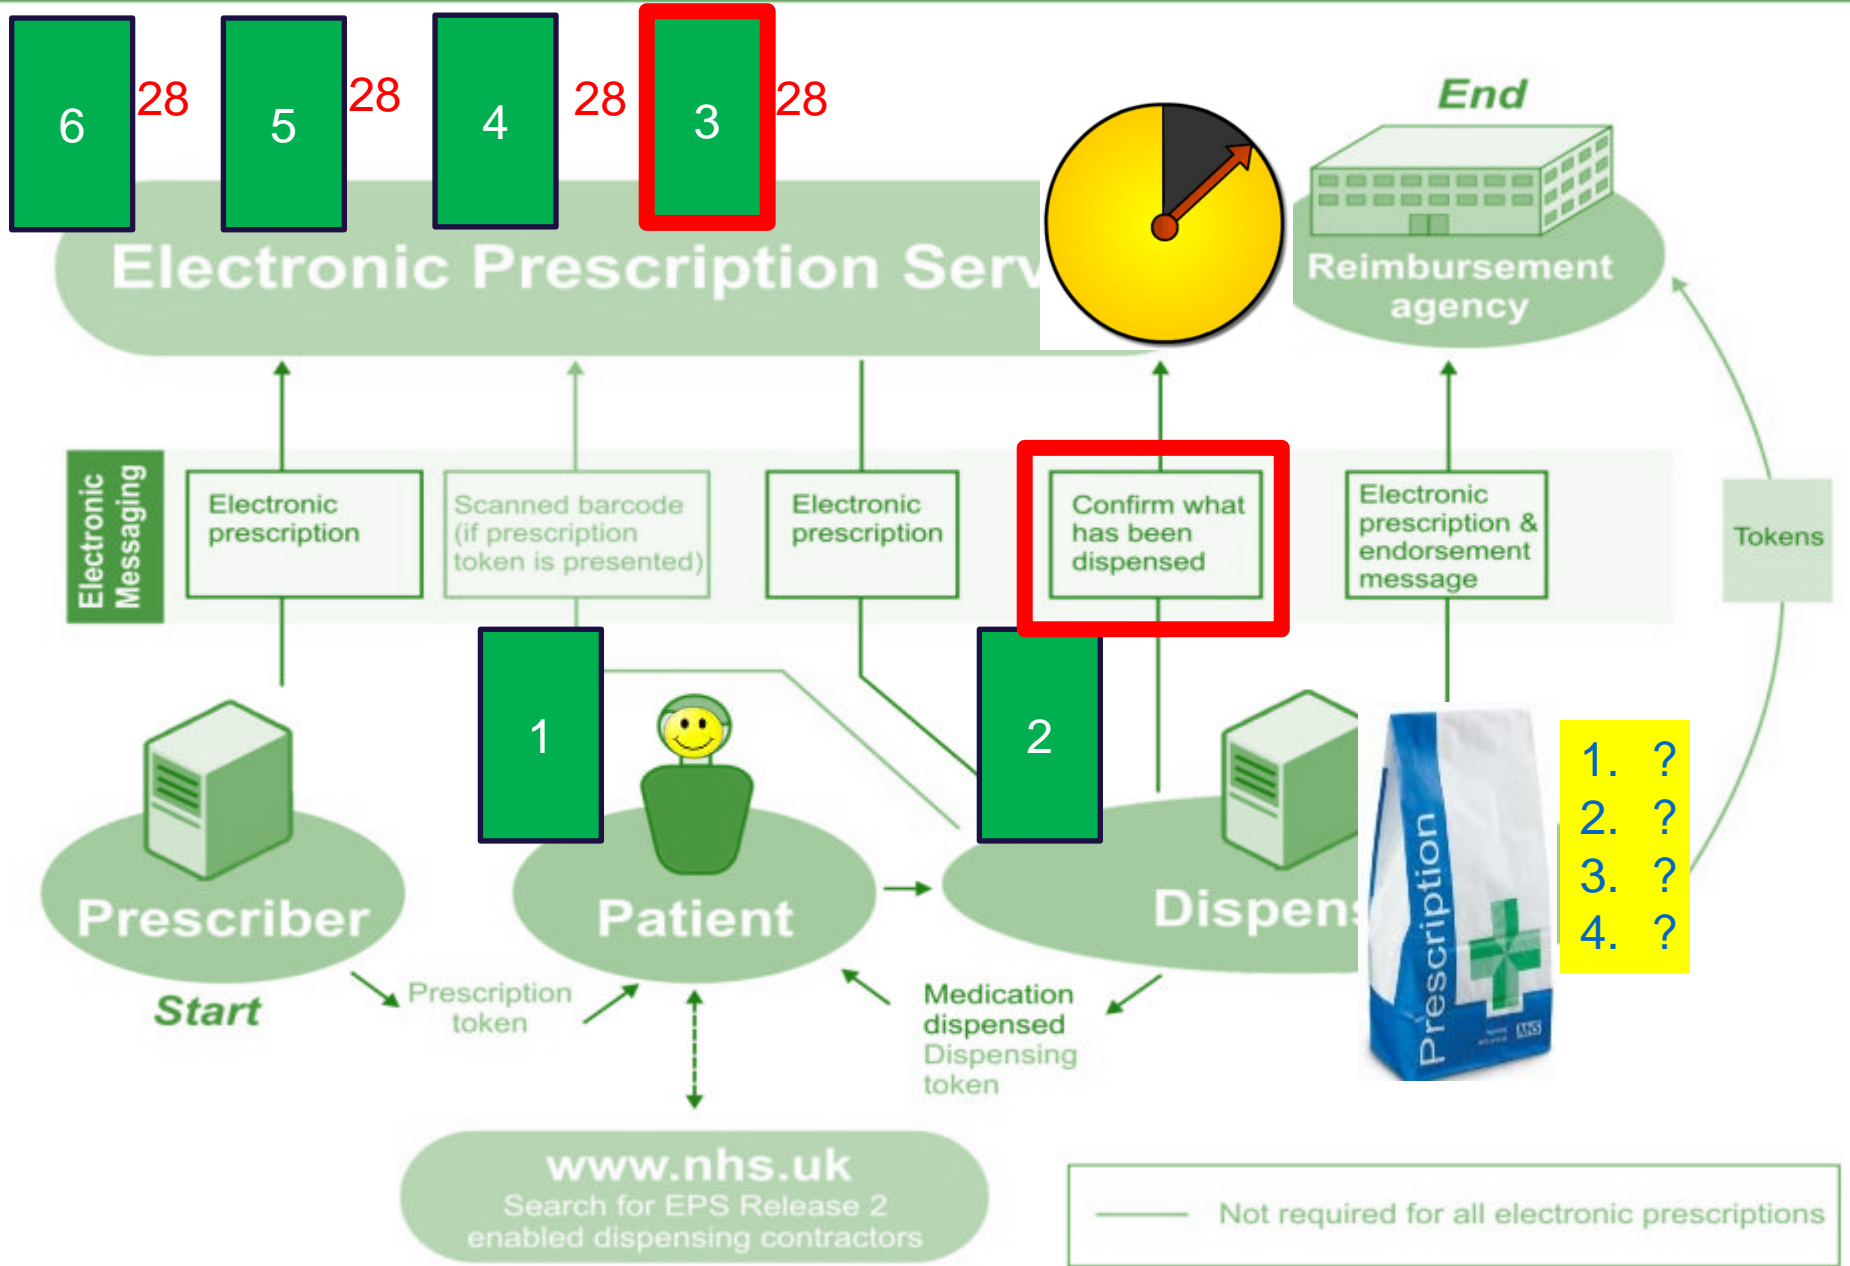 6
28
5
28
4
28
3
28
End
Electronic Prescription Serv
Reimbursement
agency
Electronic
Messaging
Electronic
prescription
Scanned barcode
(if prescription
token is presented)
Electronic
prescription
Confirm what
has been
dispensed
Electronic
prescription &
endorsement
message
Tokens
1
2
1. ?
2. ?
3. ?
4. ?
Prescription
NHS
Prescriber
Patient
Dispens
Start
Prescription
token
Medication
dispensed
Dispensing
token
www.nhs.uk
Search for EPS Release 2
enabled dispensing contractors
Not required for all electronic prescriptions